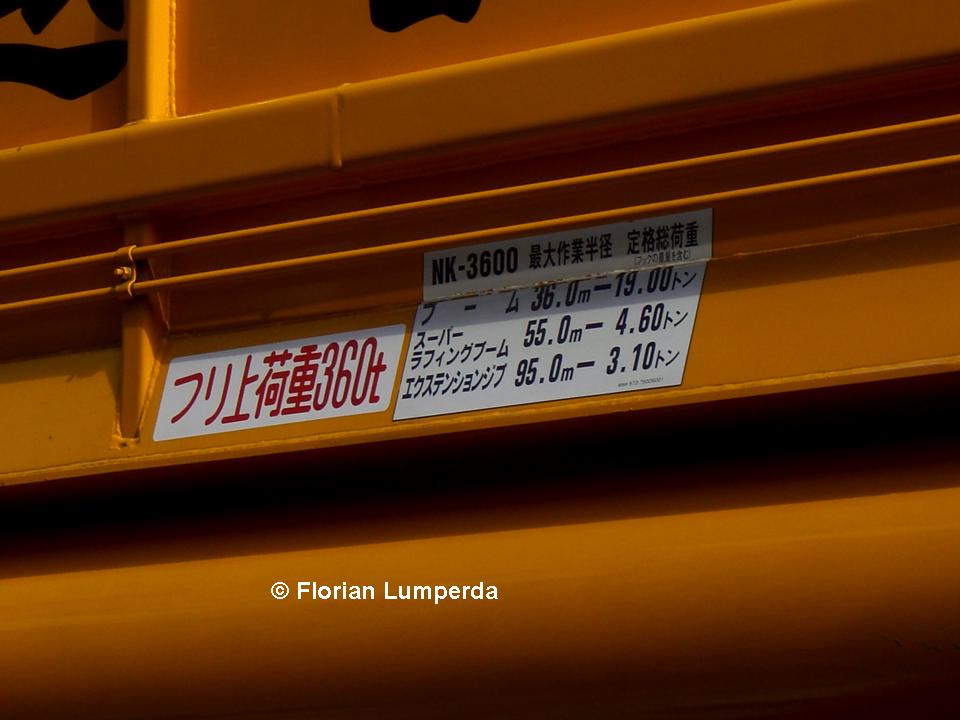 NK-3600 最大作業半径 定格総荷重
(フックの重量を含む)
ブーム 36.0m－19.00トン
スーパー
ラフィングブーム 55.0m－ 4.60トン
エクステンションジブ 95.0m－ 3.10トン
フリ上荷重360t
© Florian Lumperda